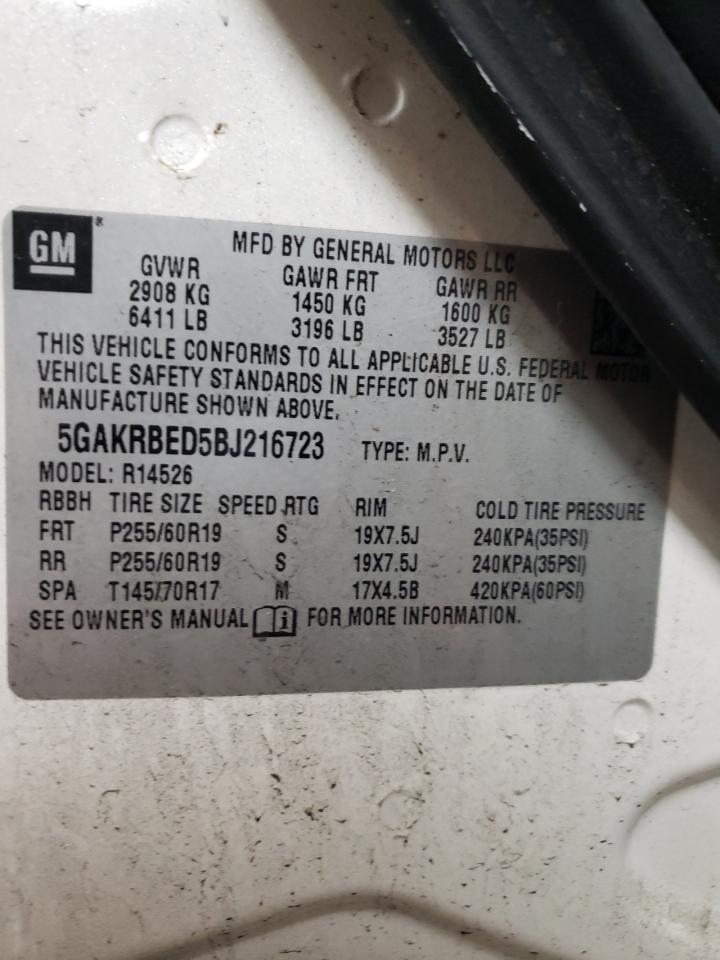 GM
MFD BY GENERAL MOTORS LLC
GVWR GAWR FRT GAWR RR
2908 KG 1450 KG 1600 KG
6411 LB 3196 LB 3527 LB
THIS VEHICLE CONFORMS TO ALL APPLICABLE U.S. FEDERAL MOTOR
VEHICLE SAFETY STANDARDS IN EFFECT ON THE DATE OF
MANUFACTURE SHOWN ABOVE.
5GAKRBED5BJ216723 TYPE: M.P.V.
MODEL: R14526
RBBH TIRE SIZE SPEED RTG RIM COLD TIRE PRESSURE
FRT P255/60R19 S 19X7.5J 240KPA(35PSI)
RR P255/60R19 S 19X7.5J 240KPA(35PSI)
SPA T145/70R17 M 17X4.5B 420KPA(60PSI)
SEE OWNER'S MANUAL i FOR MORE INFORMATION.